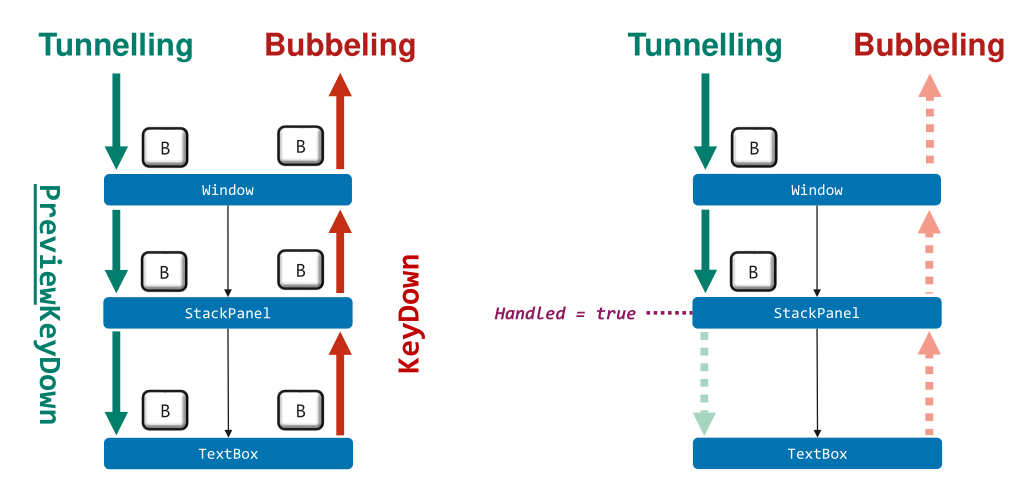 Tunnelling
Bubbeling
B
B
Window
B
B
StackPanel
B
B
TextBox
PreviewKeyDown
KeyDown
Tunnelling
Bubbeling
B
Window
B
Handled = true
StackPanel
TextBox